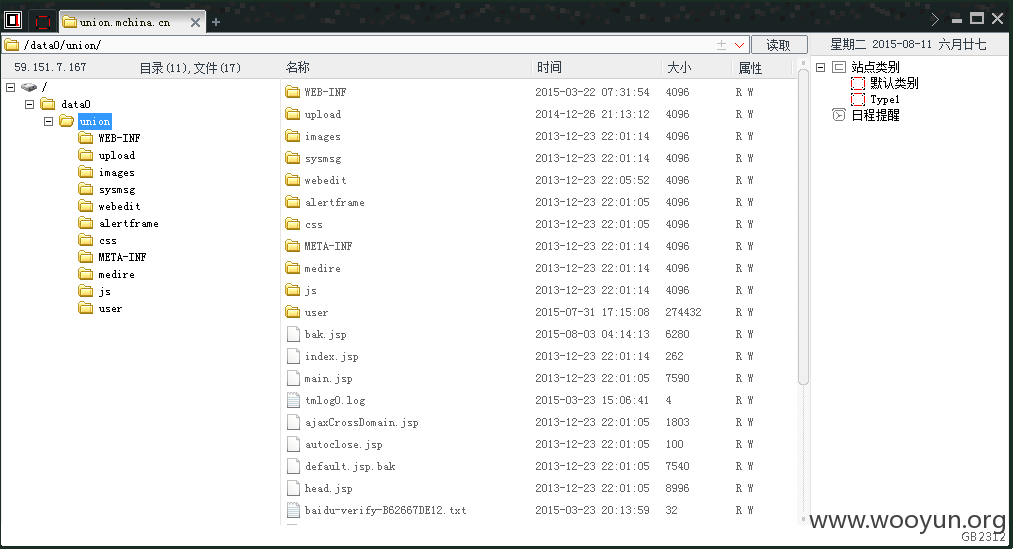 union.mchina.cn
/data0/union/
读取
星期二 2015-08-11 六月廿七
59.151.7.167
目录(11),文件(17)
名称 时间 大小 属性
/
data0
union
WEB-INF
upload
images
sysmsg
webedit
alertframe
css
META-INF
medire
js
user
WEB-INF 2015-03-22 07:31:54 4096 R W
upload 2014-12-26 21:13:12 4096 R W
images 2013-12-23 22:01:14 4096 R W
sysmsg 2013-12-23 22:01:14 4096 R W
webedit 2013-12-23 22:05:52 4096 R W
alertframe 2013-12-23 22:01:05 4096 R W
css 2013-12-23 22:01:05 4096 R W
META-INF 2013-12-23 22:01:14 4096 R W
medire 2013-12-23 22:01:14 4096 R W
js 2013-12-23 22:01:14 4096 R W
user 2015-07-31 17:15:08 274432 R W
bak.jsp 2015-08-03 04:14:13 6280 R W
index.jsp 2013-12-23 22:01:14 262 R W
main.jsp 2013-12-23 22:01:05 7590 R W
tmlog0.log 2015-03-23 15:06:41 4 R W
ajaxCrossDomain.jsp 2013-12-23 22:01:05 1803 R W
autoclose.jsp 2013-12-23 22:01:05 100 R W
default.jsp.bak 2013-12-23 22:01:05 7540 R W
head.jsp 2013-12-23 22:01:05 8996 R W
baidu-verify-B62667DE12.txt 2015-03-23 20:13:59 32 R W
站点类别
默认类别
Type1
日程提醒
www.wooyun.org
GB2312